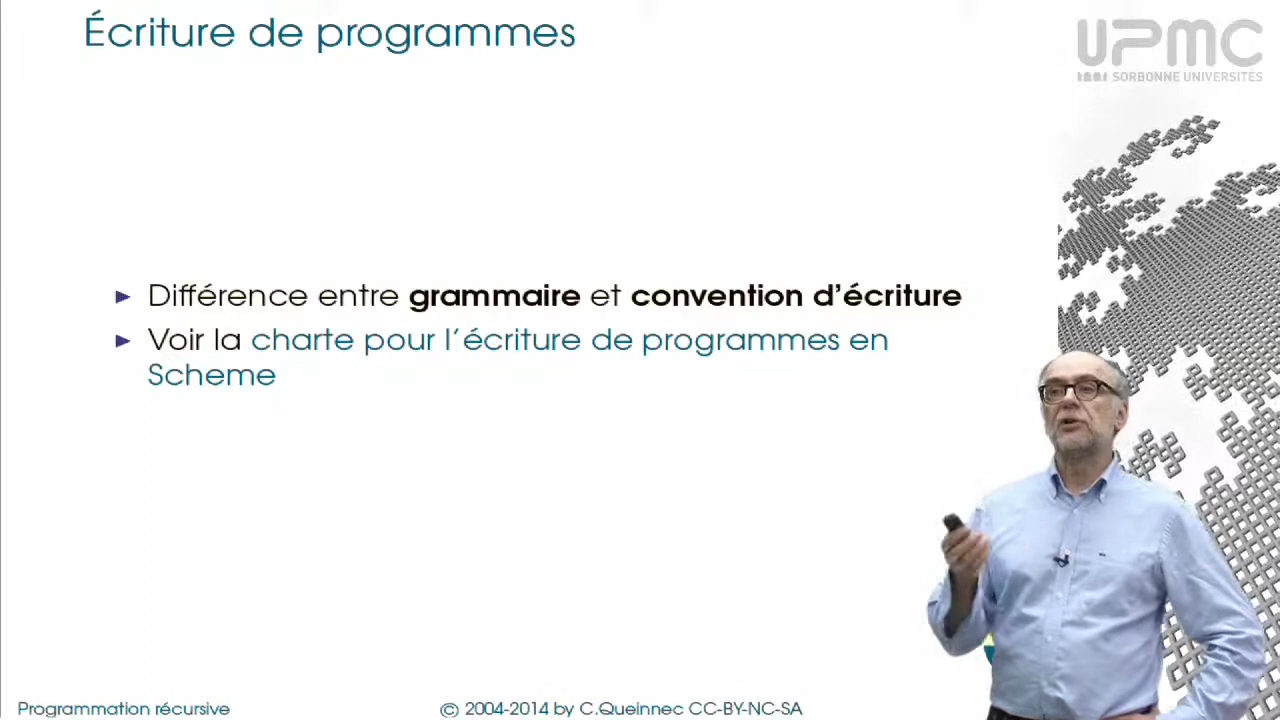 Écriture de programmes
UPMC
SORBONNE UNIVERSITÉS
► Différence entre grammaire et convention d'écriture
► Voir la charte pour l'écriture de programmes en
Scheme
Programmation récursive
© 2004-2014 by C.Queinnec CC-BY-NC-SA